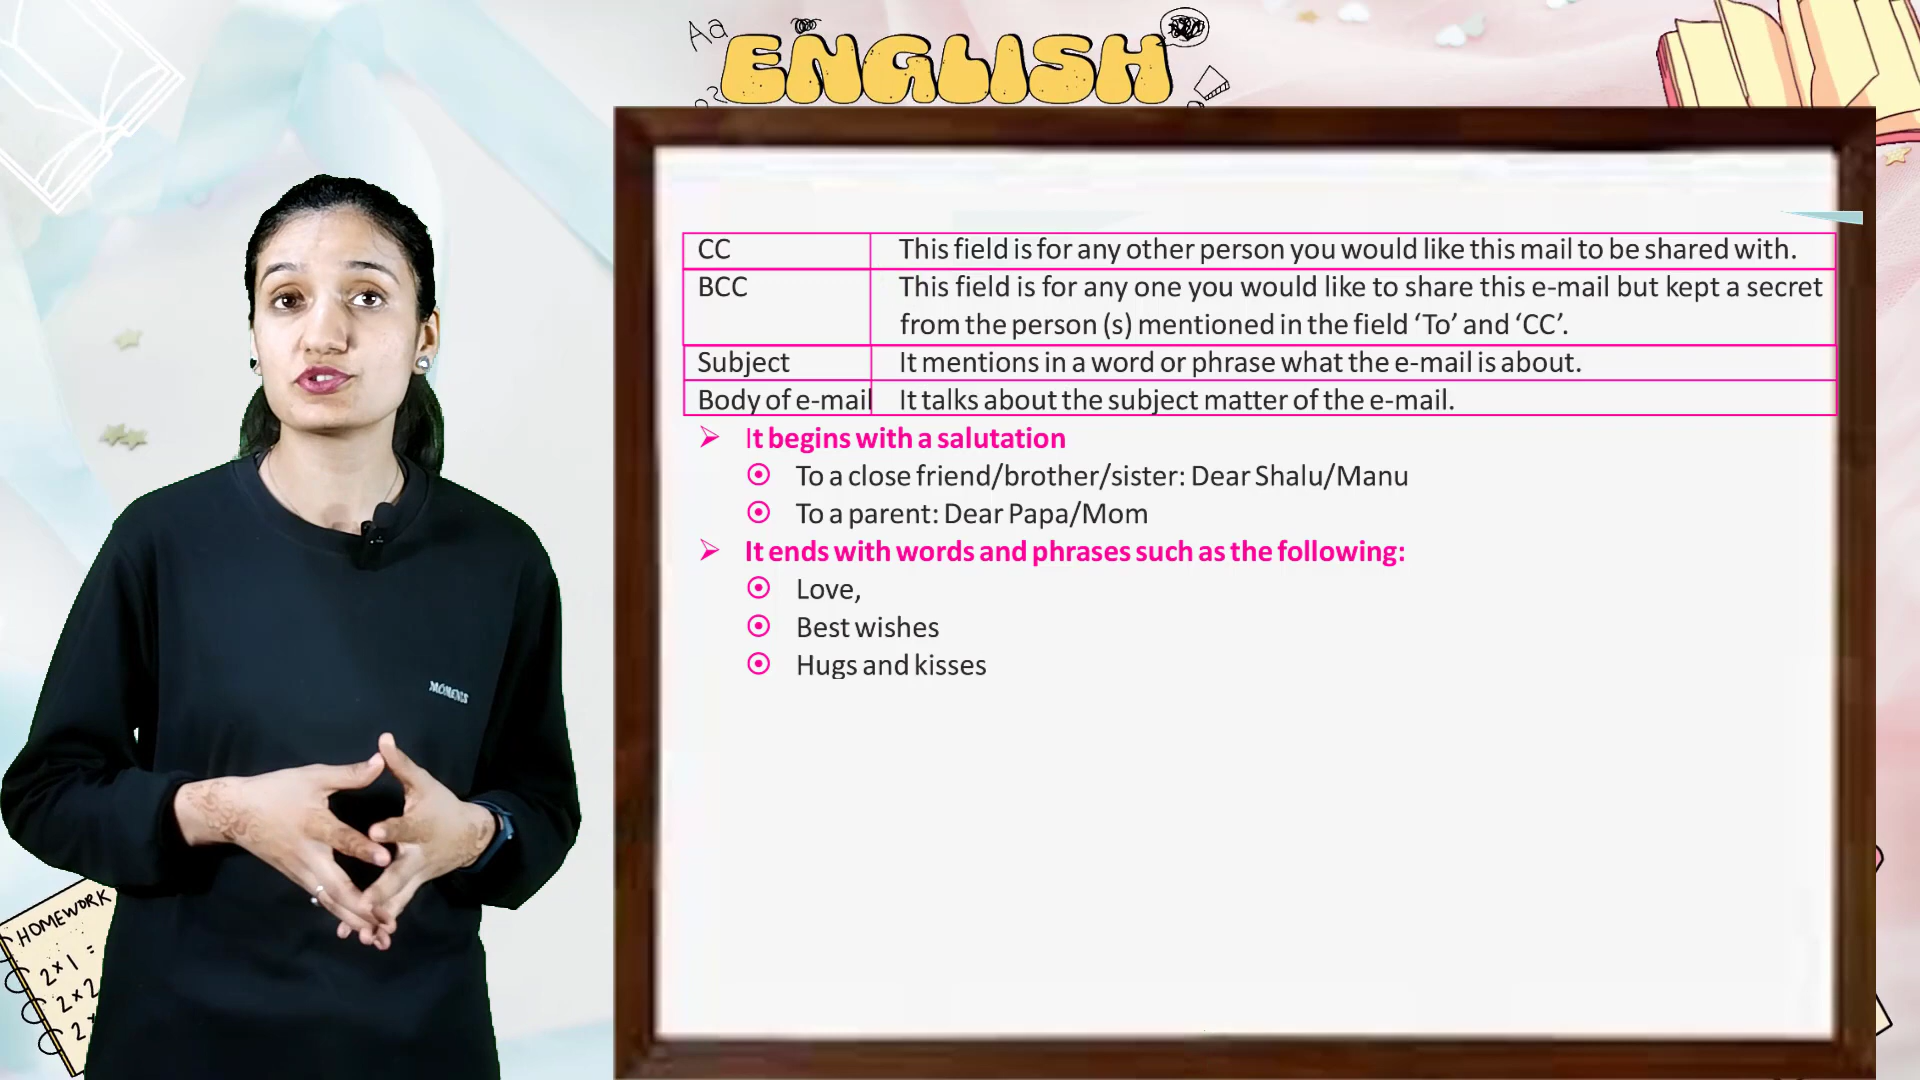 Aa
ENGLISH
CC This field is for any other person you would like this mail to be shared with.
BCC This field is for any one you would like to share this e-mail but kept a secret
from the person (s) mentioned in the field ‘To’ and ‘CC’.
Subject It mentions in a word or phrase what the e-mail is about.
Body of e-mail It talks about the subject matter of the e-mail.
It begins with a salutation
To a close friend/brother/sister: Dear Shalu/Manu
To a parent: Dear Papa/Mom
It ends with words and phrases such as the following:
Love,
Best wishes
Hugs and kisses
MOMENTS
HOMEWORK
2×1 =
2×2
2×